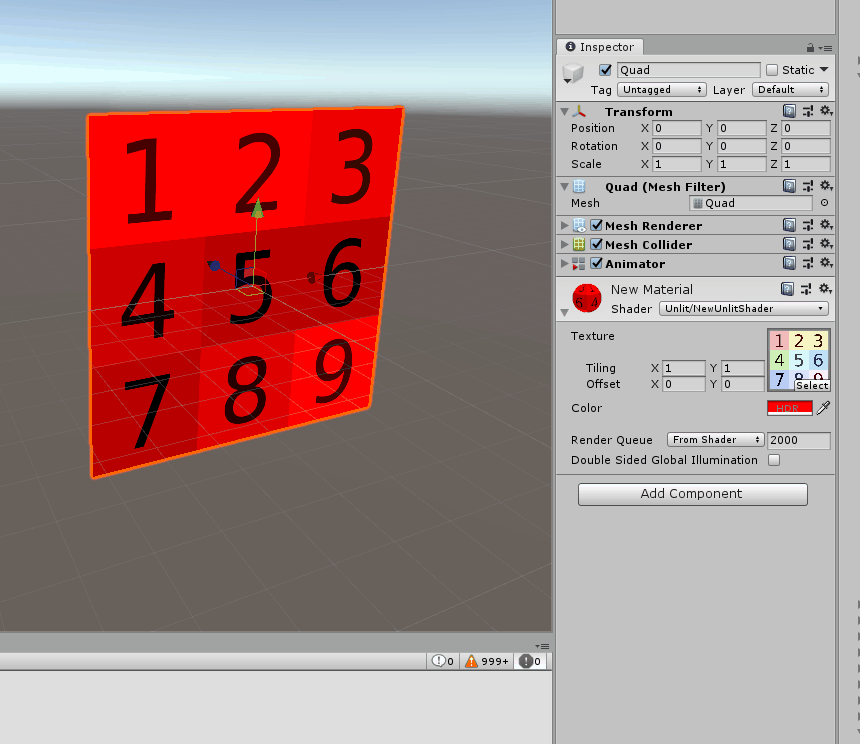 1 2 3
4 5 6
7 8 9
Inspector
Quad Static
Tag Untagged Layer Default
Transform
Position X 0 Y 0 Z 0
Rotation X 0 Y 0 Z 0
Scale X 1 Y 1 Z 1
Quad (Mesh Filter)
Mesh Quad
Mesh Renderer
Mesh Collider
Animator
New Material
6 4
Shader Unlit/NewUnlitShader
Texture
1 2 3
4 5 6
7 8 9
Select
Tiling X 1 Y 1
Offset X 0 Y 0
Color HDR
Render Queue From Shader 2000
Double Sided Global Illumination
Add Component
0 999+ 0